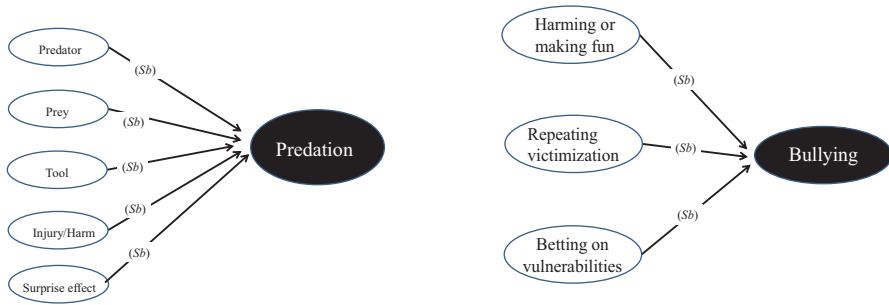 Predator
(Sb)
Prey
(Sb)
Tool
(Sb)
Injury/Harm
(Sb)
Surprise effect
(Sb)
Predation
Harming or
making fun
(Sb)
Repeating
victimization
(Sb)
Betting on
vulnerabilities
(Sb)
Bullying